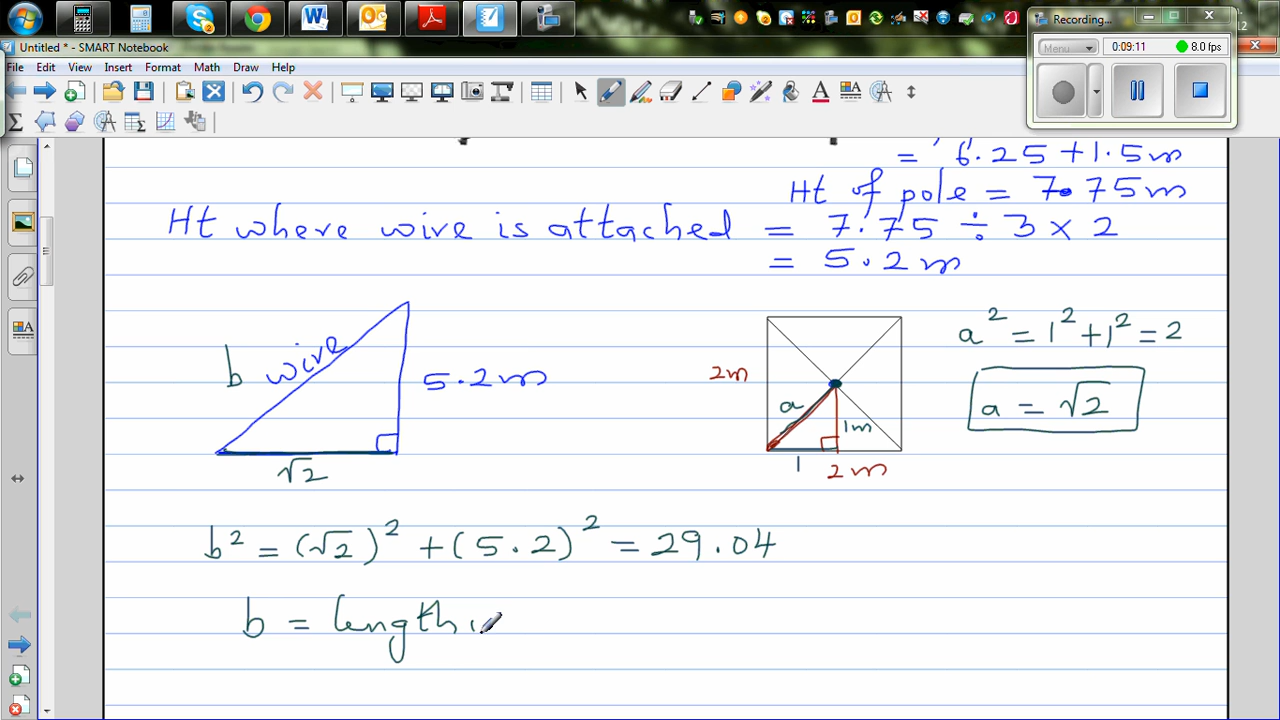 Recording...
Menu
0:09:11
8.0 fps
Untitled * - SMART Notebook
File Edit View Insert Format Math Draw Help
= 6.25 + 1.5m
Ht of pole = 7.75m
Ht where wire is attached = 7.75 ÷ 3 × 2
= 5.2m
b wire
5.2m
√2
2m
a
1m
1
2m
a² = 1² + 1² = 2
a = √2
b² = (√2)² + (5.2)² = 29.04
b = length